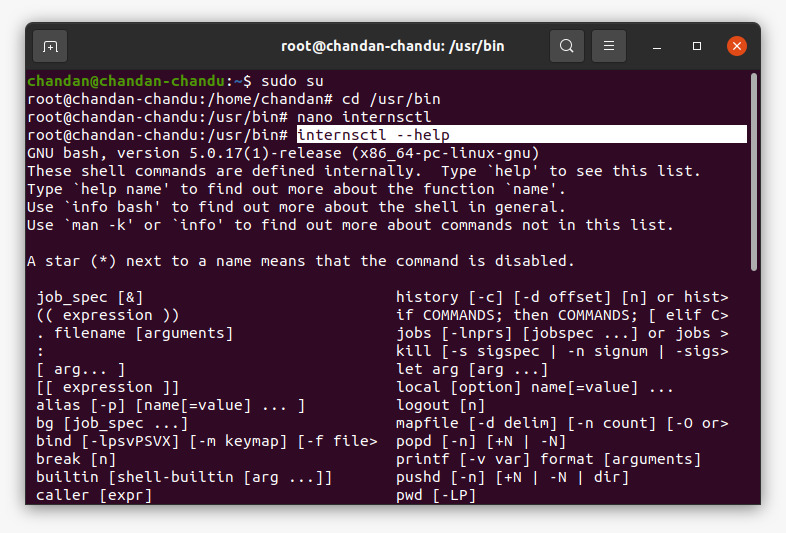 root@chandan-chandu: /usr/bin
chandan@chandan-chandu:~$ sudo su
root@chandan-chandu:/home/chandan# cd /usr/bin
root@chandan-chandu:/usr/bin# nano internsctl
root@chandan-chandu:/usr/bin# internsctl --help
GNU bash, version 5.0.17(1)-release (x86_64-pc-linux-gnu)
These shell commands are defined internally.  Type `help' to see this list.
Type `help name' to find out more about the function `name'.
Use `info bash' to find out more about the shell in general.
Use `man -k' or `info' to find out more about commands not in this list.
A star (*) next to a name means that the command is disabled.
job_spec [&]                            history [-c] [-d offset] [n] or hist>
(( expression ))                        if COMMANDS; then COMMANDS; [ elif C>
. filename [arguments]                  jobs [-lnprs] [jobspec ...] or jobs >
:                                       kill [-s sigspec | -n signum | -sigs>
[ arg... ]                              let arg [arg ...]
[[ expression ]]                        local [option] name[=value] ...
alias [-p] [name[=value] ... ]          logout [n]
bg [job_spec ...]                       mapfile [-d delim] [-n count] [-O or>
bind [-lpsvPSVX] [-m keymap] [-f file>  popd [-n] [+N | -N]
break [n]                               printf [-v var] format [arguments]
builtin [shell-builtin [arg ...]]       pushd [-n] [+N | -N | dir]
caller [expr]                           pwd [-LP]